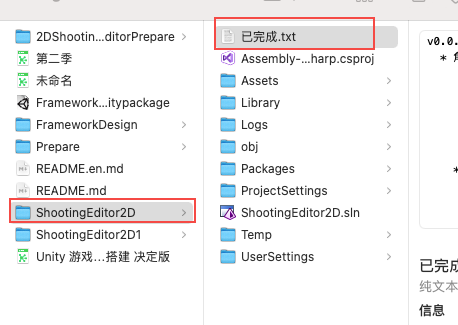 2DShootin...ditorPrepare
第二季
未命名
Framework...itypackage
FrameworkDesign
Prepare
README.en.md
README.md
ShootingEditor2D
ShootingEditor2D1
Unity 游戏...搭建 决定版
已完成.txt
Assembly-...harp.csproj
Assets
Library
Logs
obj
Packages
ProjectSettings
ShootingEditor2D.sln
Temp
UserSettings
v0.0.
*
*
已完成
纯文本
信息